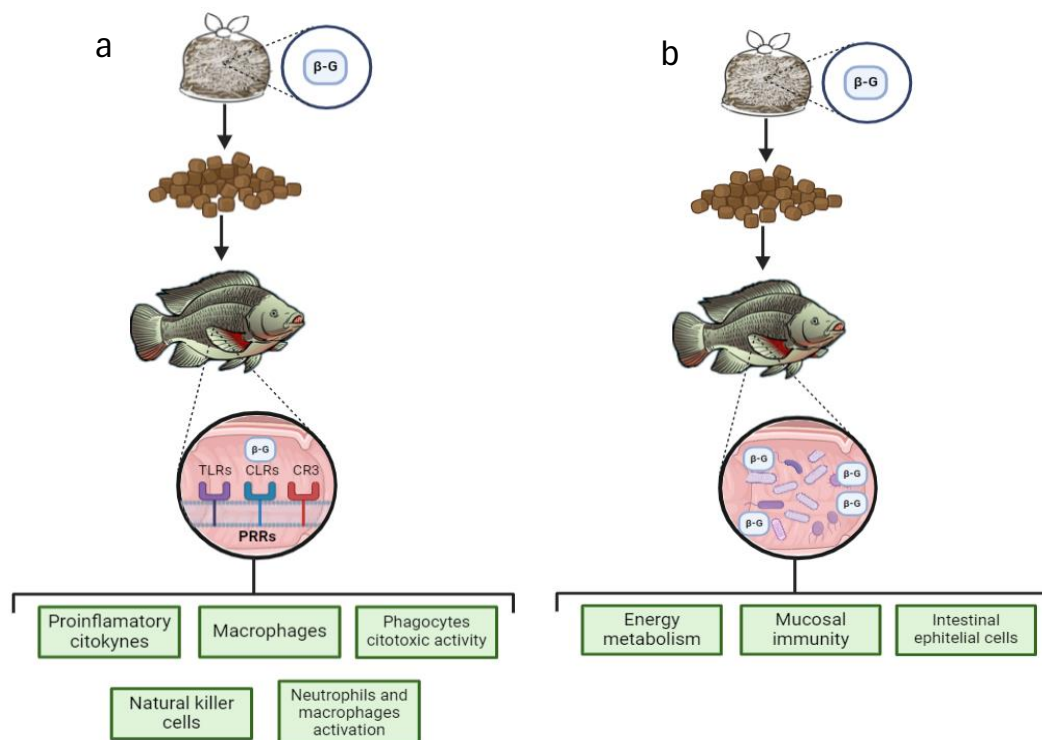 a
β-G
TLRs CLRs CR3
β-G
PRRs
Proinflamatory
citokynes
Macrophages
Phagocytes
citotoxic activity
Natural killer
cells
Neutrophils and
macrophages
activation
b
β-G
β-G
β-G
β-G
β-G
Energy
metabolism
Mucosal
immunity
Intestinal
ephitelial cells